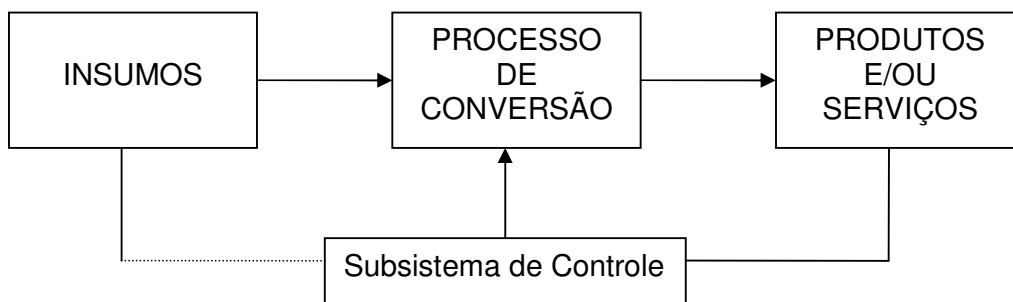 INSUMOS
PROCESSO
DE
CONVERSÃO
PRODUTOS
E/OU
SERVIÇOS
Subsistema de Controle